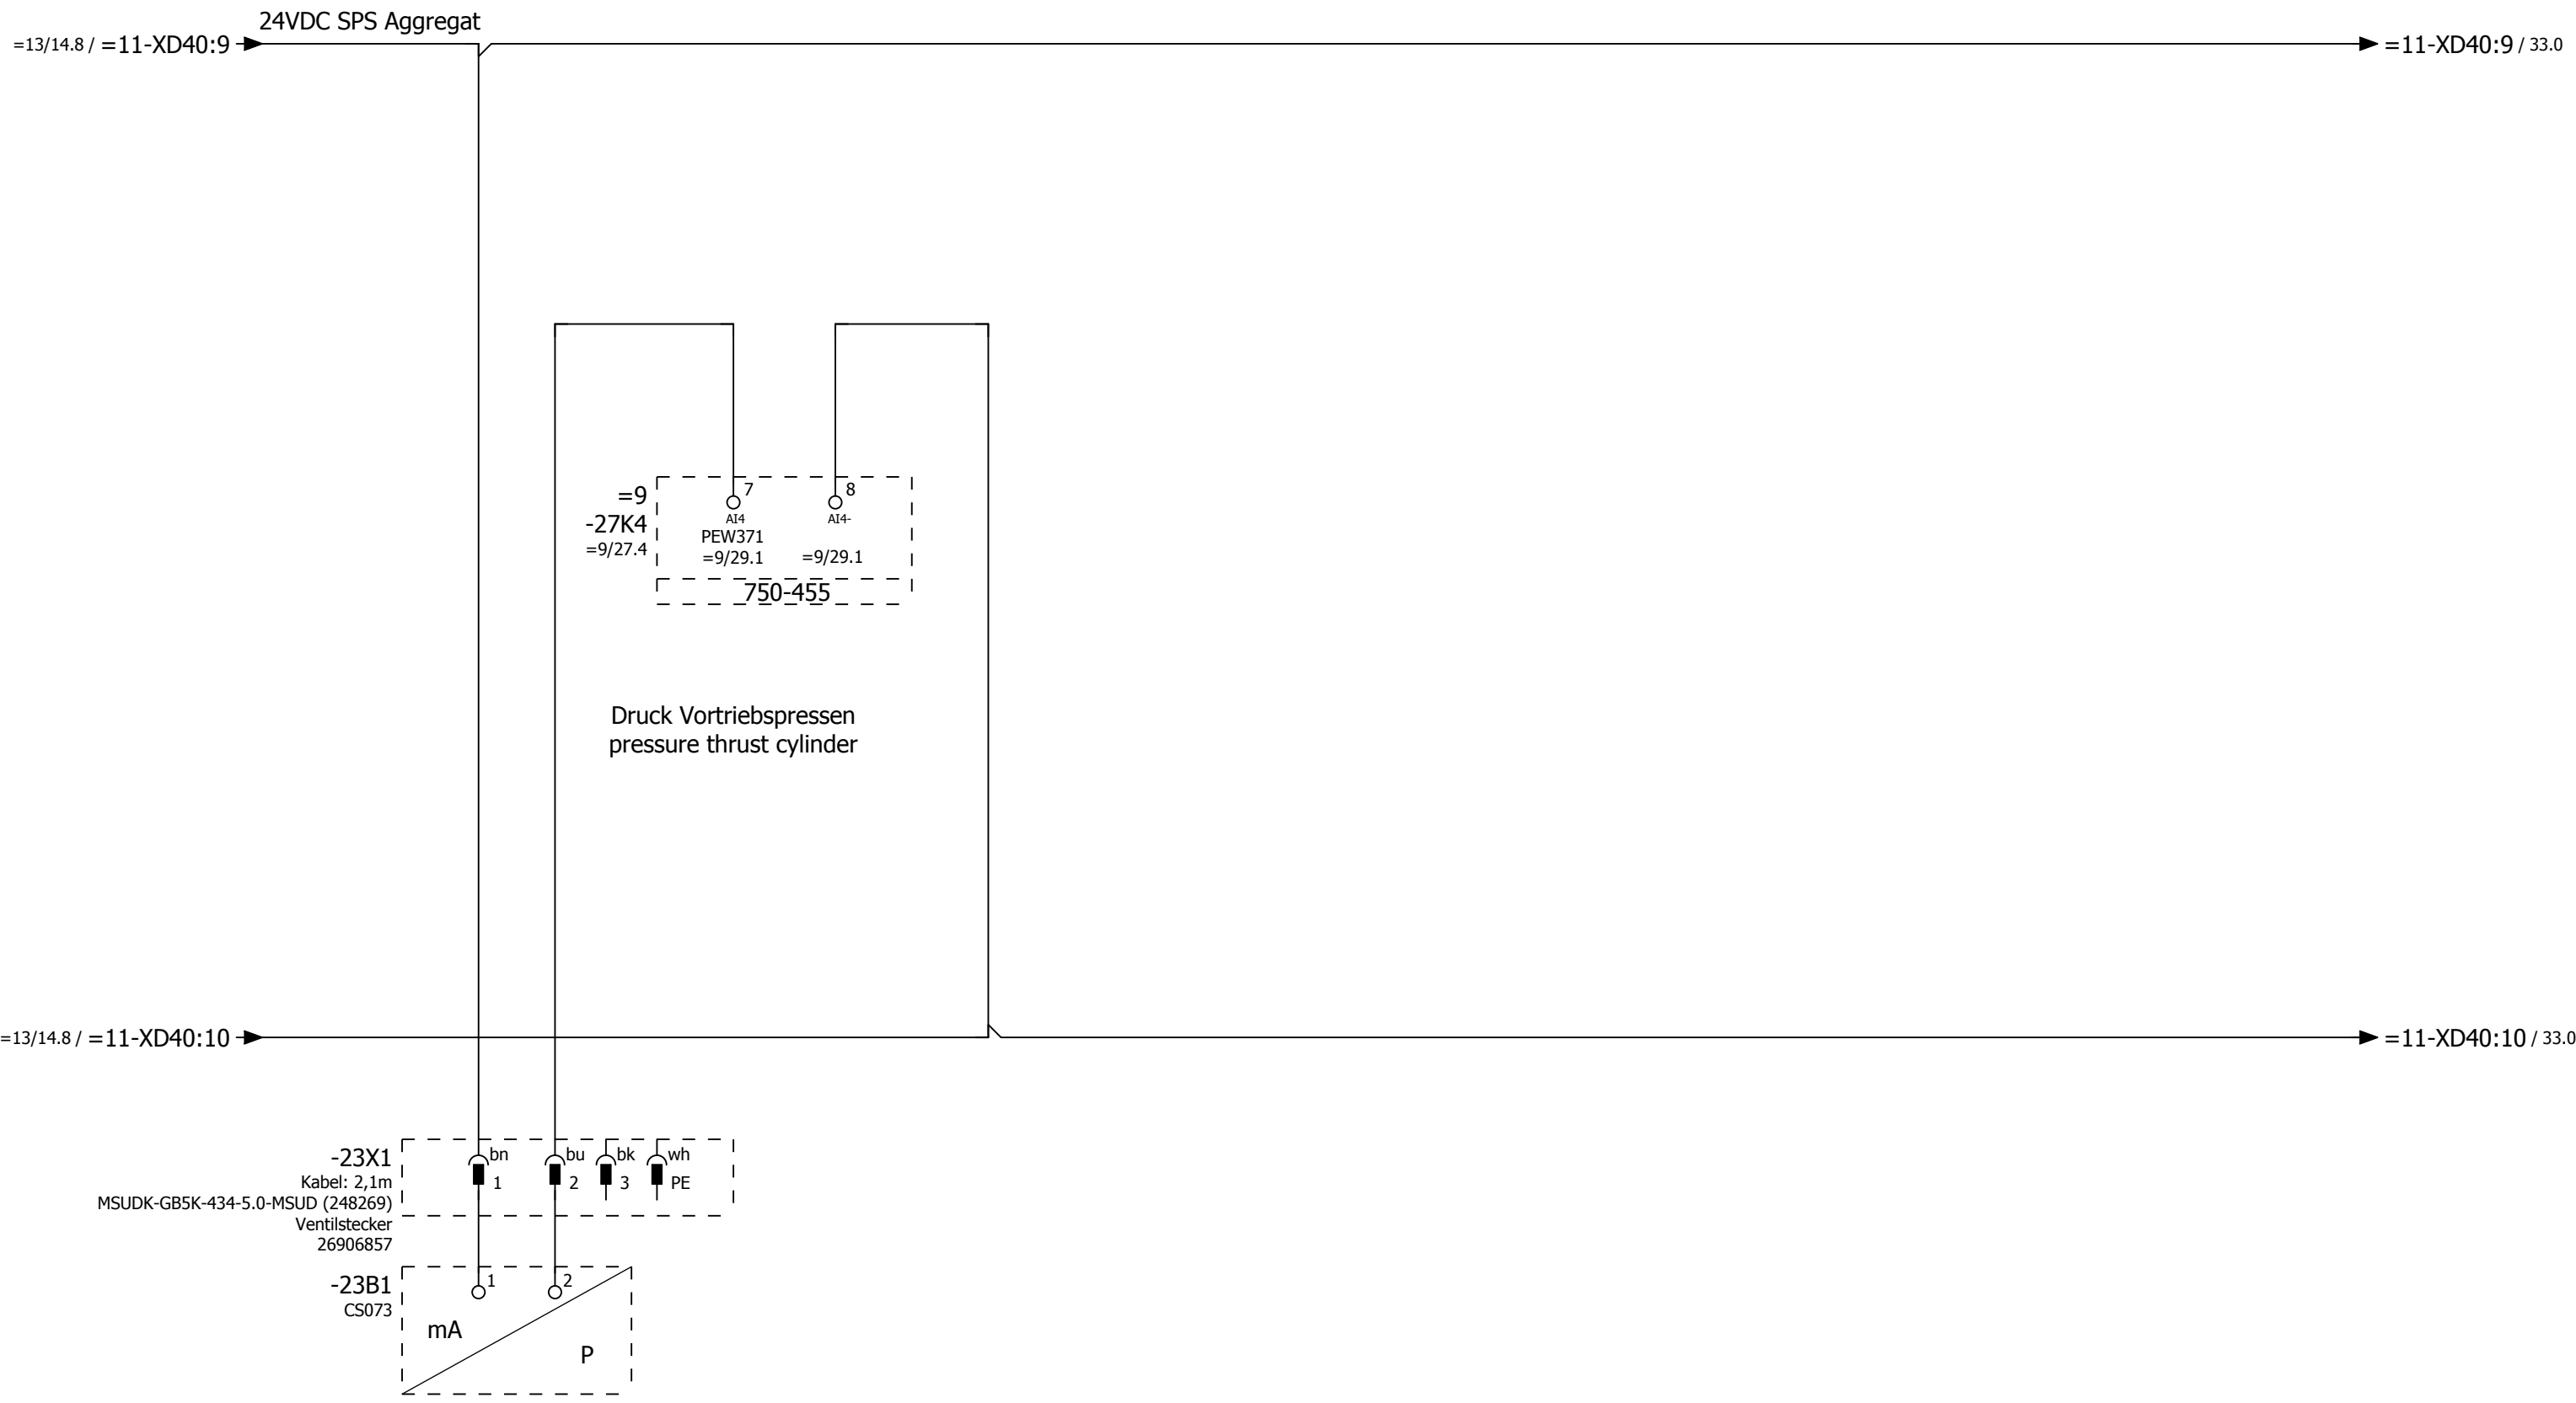 24VDC SPS Aggregat
=13/14.8 / =11-XD40:9
=11-XD40:9 / 33.0
=9
-27K4
=9/27.4
7
8
AI4
AI4-
PEW371
=9/29.1
=9/29.1
750-455
Druck Vortriebspressen
pressure thrust cylinder
=13/14.8 / =11-XD40:10
=11-XD40:10 / 33.0
-23X1
Kabel: 2,1m
MSUDK-GB5K-434-5.0-MSUD (248269)
Ventilstecker
26906857
bn
bu
bk
wh
1
2
3
PE
-23B1
CS073
1
2
mA
P